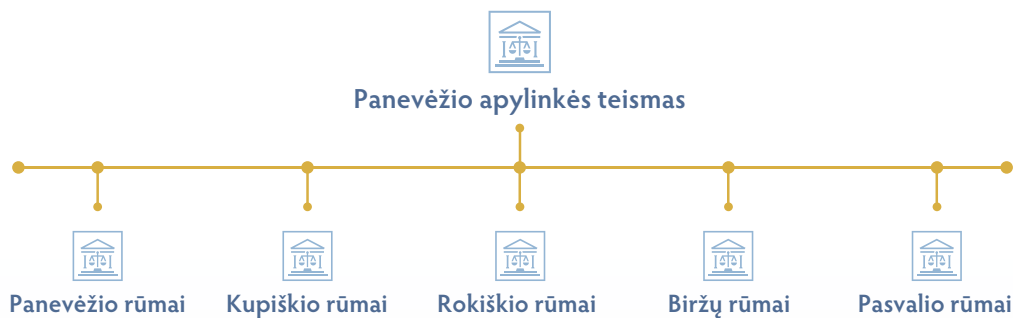 Panevėžio apylinkės teismas
Panevėžio rūmai
Kupiškio rūmai
Rokiškio rūmai
Biržų rūmai
Pasvalio rūmai